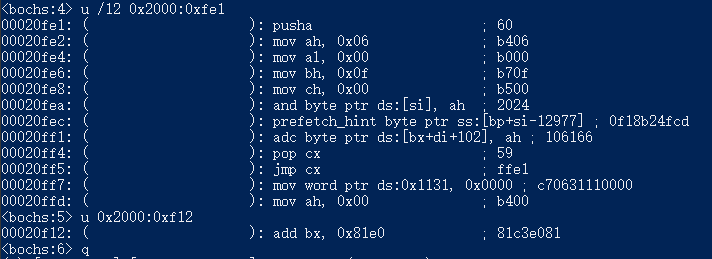 <bochs:4> u /12 0x2000:0xfe1
00020fe1: (                    ): pusha                     ; 60
00020fe2: (                    ): mov ah, 0x06              ; b406
00020fe4: (                    ): mov al, 0x00              ; b000
00020fe6: (                    ): mov bh, 0x0f              ; b70f
00020fe8: (                    ): mov ch, 0x00              ; b500
00020fea: (                    ): and byte ptr ds:[si], ah  ; 2024
00020fec: (                    ): prefetch_hint byte ptr ss:[bp+si-12977] ; 0f18b24fcd
00020ff1: (                    ): adc byte ptr ds:[bx+di+102], ah ; 106166
00020ff4: (                    ): pop cx                    ; 59
00020ff5: (                    ): jmp cx                    ; ffe1
00020ff7: (                    ): mov word ptr ds:0x1131, 0x0000 ; c70631110000
00020ffd: (                    ): mov ah, 0x00              ; b400
<bochs:5> u 0x2000:0xf12
00020f12: (                    ): add bx, 0x81e0            ; 81c3e081
<bochs:6> q